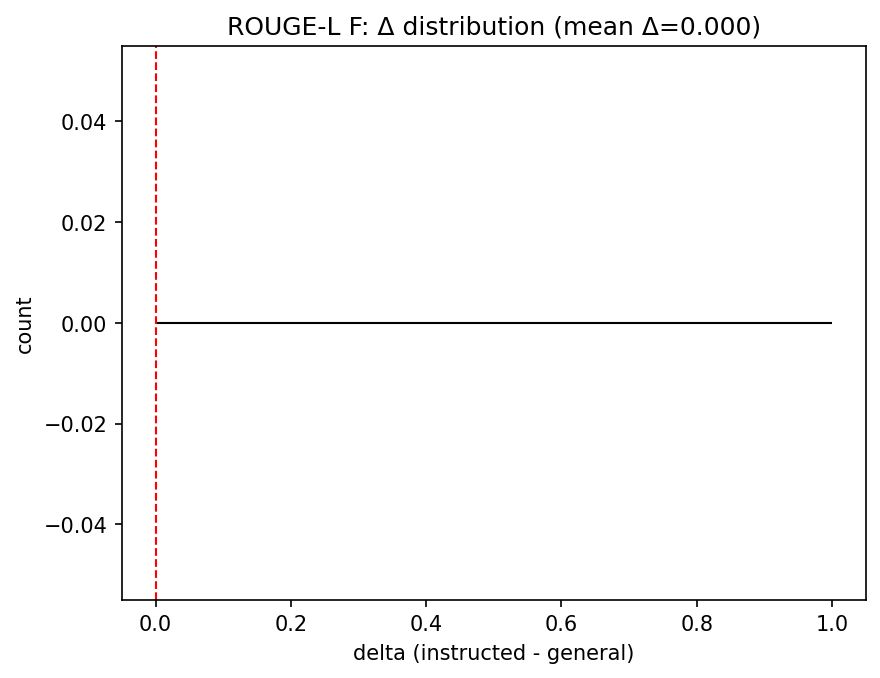 ROUGE-L F: Δ distribution (mean Δ=0.000)
count
0.04
0.02
0.00
−0.02
−0.04
0.0 0.2 0.4 0.6 0.8 1.0
delta (instructed - general)